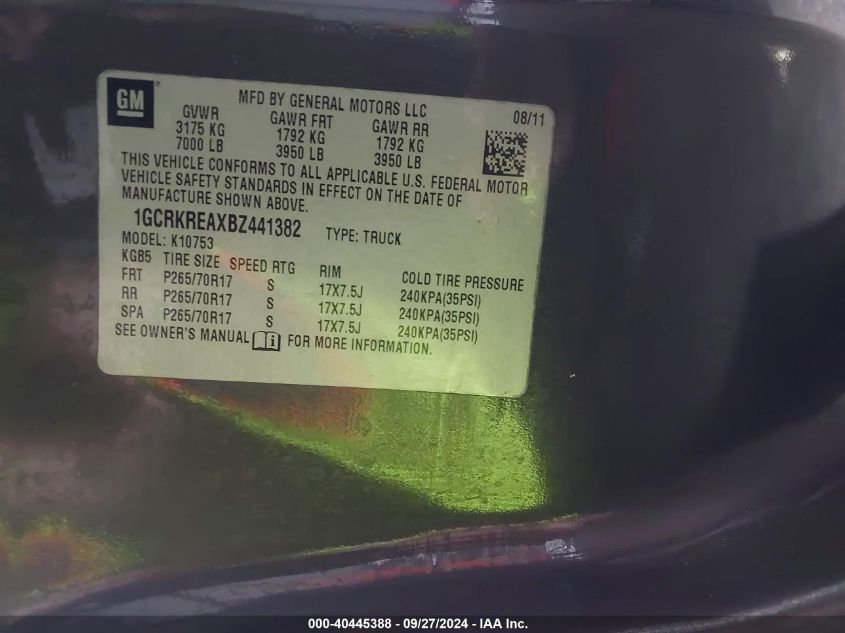 GM
MFD BY GENERAL MOTORS LLC
08/11
GVWR GAWR FRT GAWR RR
3175 KG 1792 KG 1792 KG
7000 LB 3950 LB 3950 LB
THIS VEHICLE CONFORMS TO ALL APPLICABLE U.S. FEDERAL MOTOR
VEHICLE SAFETY STANDARDS IN EFFECT ON THE DATE OF
MANUFACTURE SHOWN ABOVE.
1GCRKREAXBZ441382 TYPE: TRUCK
MODEL: K10753
KGB5 TIRE SIZE SPEED RTG RIM COLD TIRE PRESSURE
FRT P265/70R17 S 17X7.5J 240KPA(35PSI)
RR P265/70R17 S 17X7.5J 240KPA(35PSI)
SPA P265/70R17 S 17X7.5J 240KPA(35PSI)
SEE OWNER'S MANUAL FOR MORE INFORMATION.
000-40445388 - 09/27/2024 - IAA Inc.